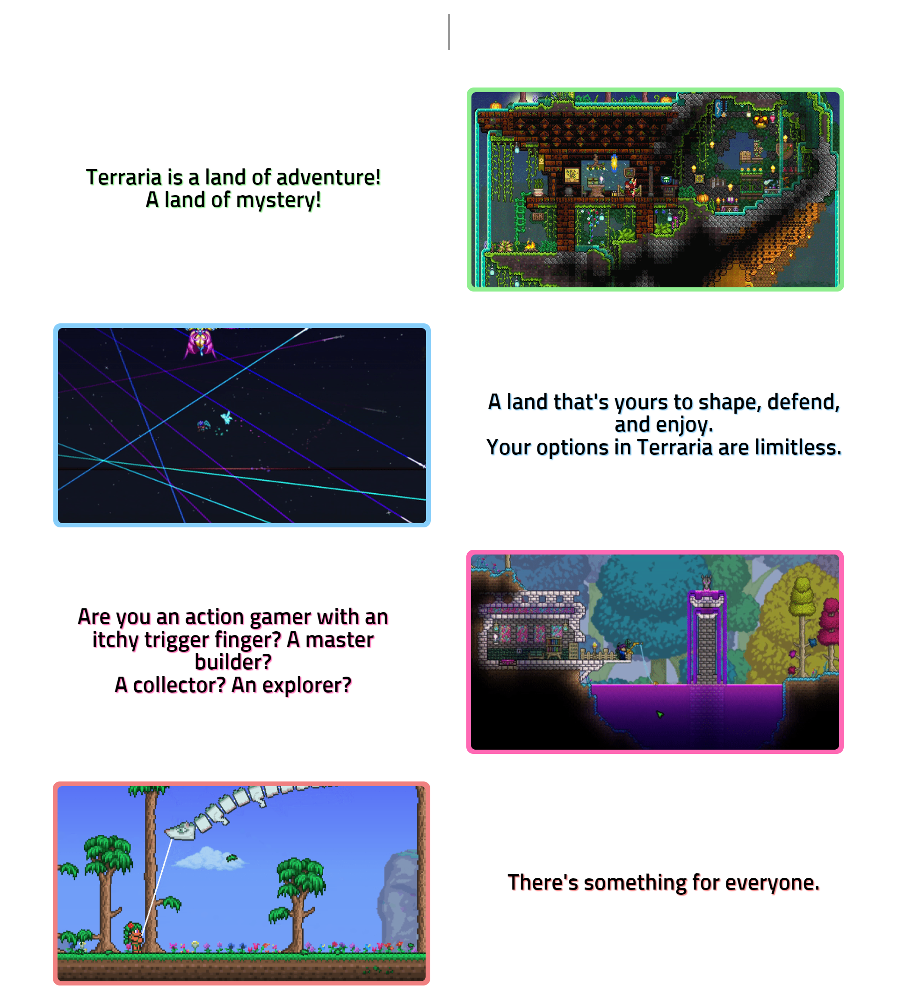 Terraria is a land of adventure!
A land of mystery!
A land that's yours to shape, defend,
and enjoy.
Your options in Terraria are limitless.
Are you an action gamer with an
itchy trigger finger? A master
builder?
A collector? An explorer?
There's something for everyone.